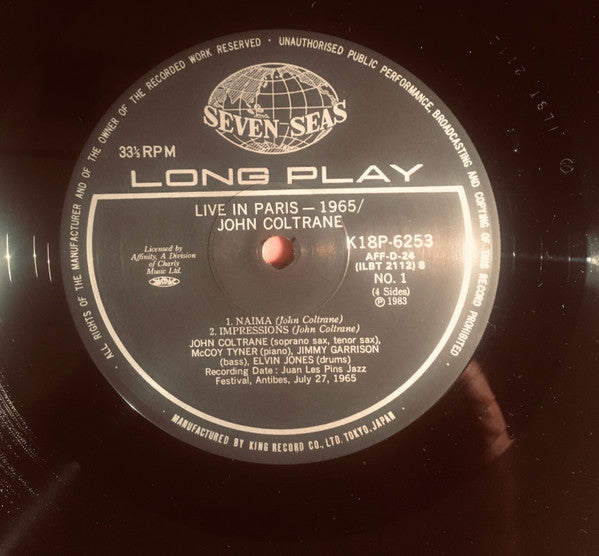 ALL RIGHTS OF THE MANUFACTURER AND OF THE OWNER OF THE RECORDED WORK RESERVED · UNAUTHORISED PUBLIC PERFORMANCE, BROADCASTING AND COPYING OF THIS RECORD PROHIBITED ·
SEVEN SEAS
33⅓ RPM
LONG PLAY
LIVE IN PARIS — 1965/
JOHN COLTRANE
Licensed by
Affinity, A Division
of Charly
Music Ltd.
K18P-6253
AFF-D-24
(ILBT 2112) B
NO. 1
(4 Sides)
Ⓟ 1983
1. NAIMA (John Coltrane)
2. IMPRESSIONS (John Coltrane)
JOHN COLTRANE (soprano sax, tenor sax),
McCOY TYNER (piano), JIMMY GARRISON
(bass), ELVIN JONES (drums)
Recording Date : Juan Les Pins Jazz
Festival, Antibes, July 27, 1965
MANUFACTURED BY KING RECORD CO., LTD. TOKYO, JAPAN